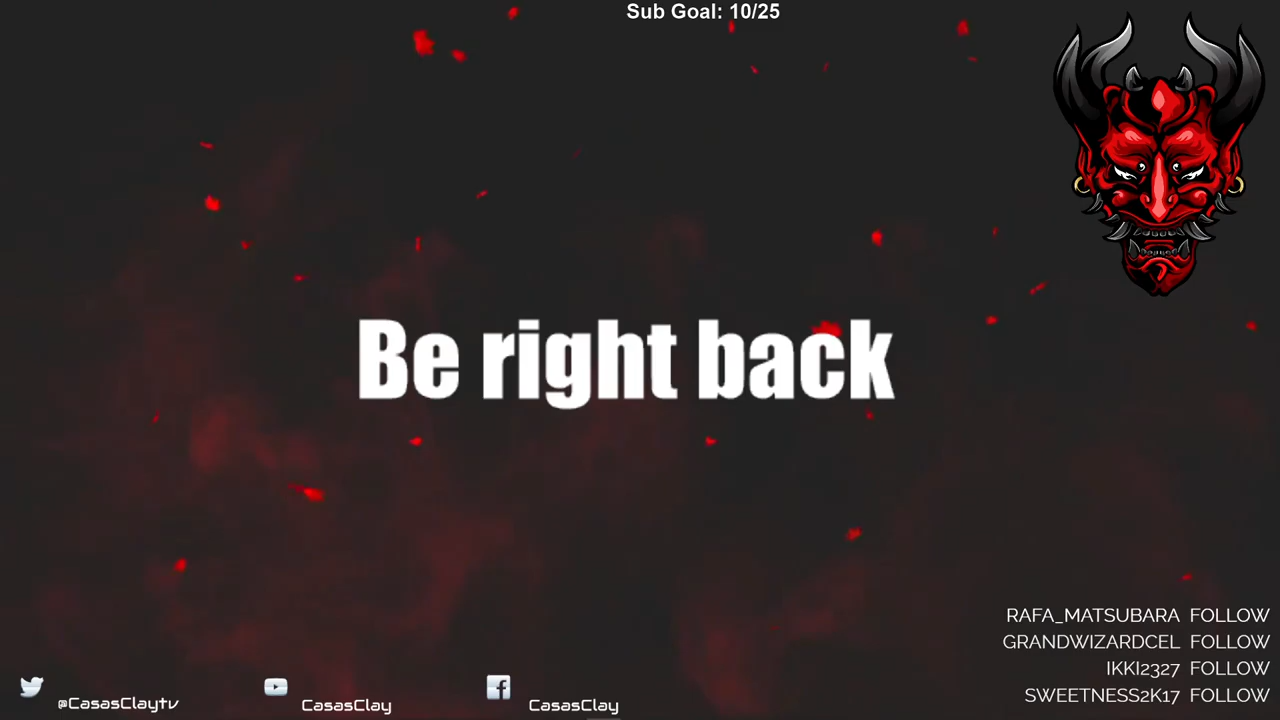 Sub Goal: 10/25
Be right back
RAFA_MATSUBARA FOLLOW
GRANDWIZARDCEL FOLLOW
IKKI2327 FOLLOW
SWEETNESS2K17 FOLLOW
@CasasClaytv CasasClay CasasClay